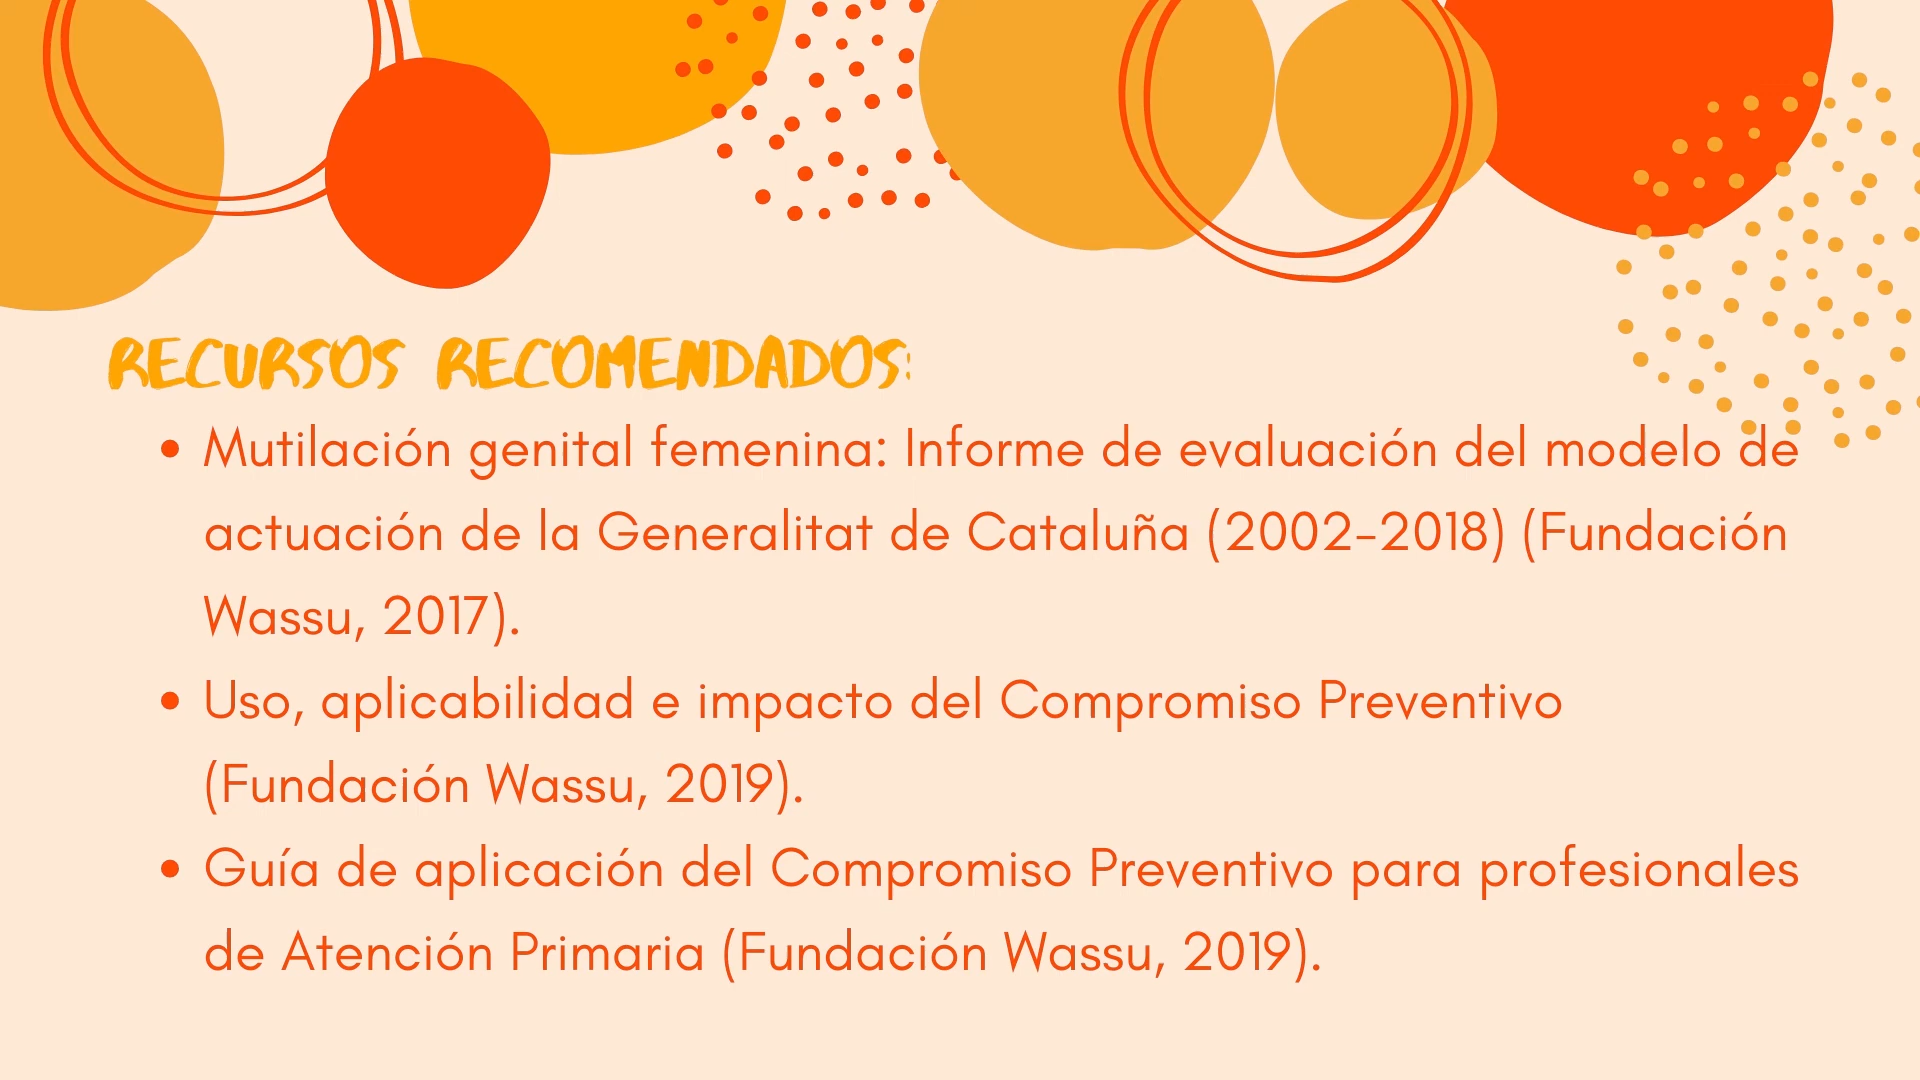 RECURSOS RECOMENDADOS:
• Mutilación genital femenina: Informe de evaluación del modelo de
actuación de la Generalitat de Cataluña (2002-2018) (Fundación
Wassu, 2017).
• Uso, aplicabilidad e impacto del Compromiso Preventivo
(Fundación Wassu, 2019).
• Guía de aplicación del Compromiso Preventivo para profesionales
de Atención Primaria (Fundación Wassu, 2019).